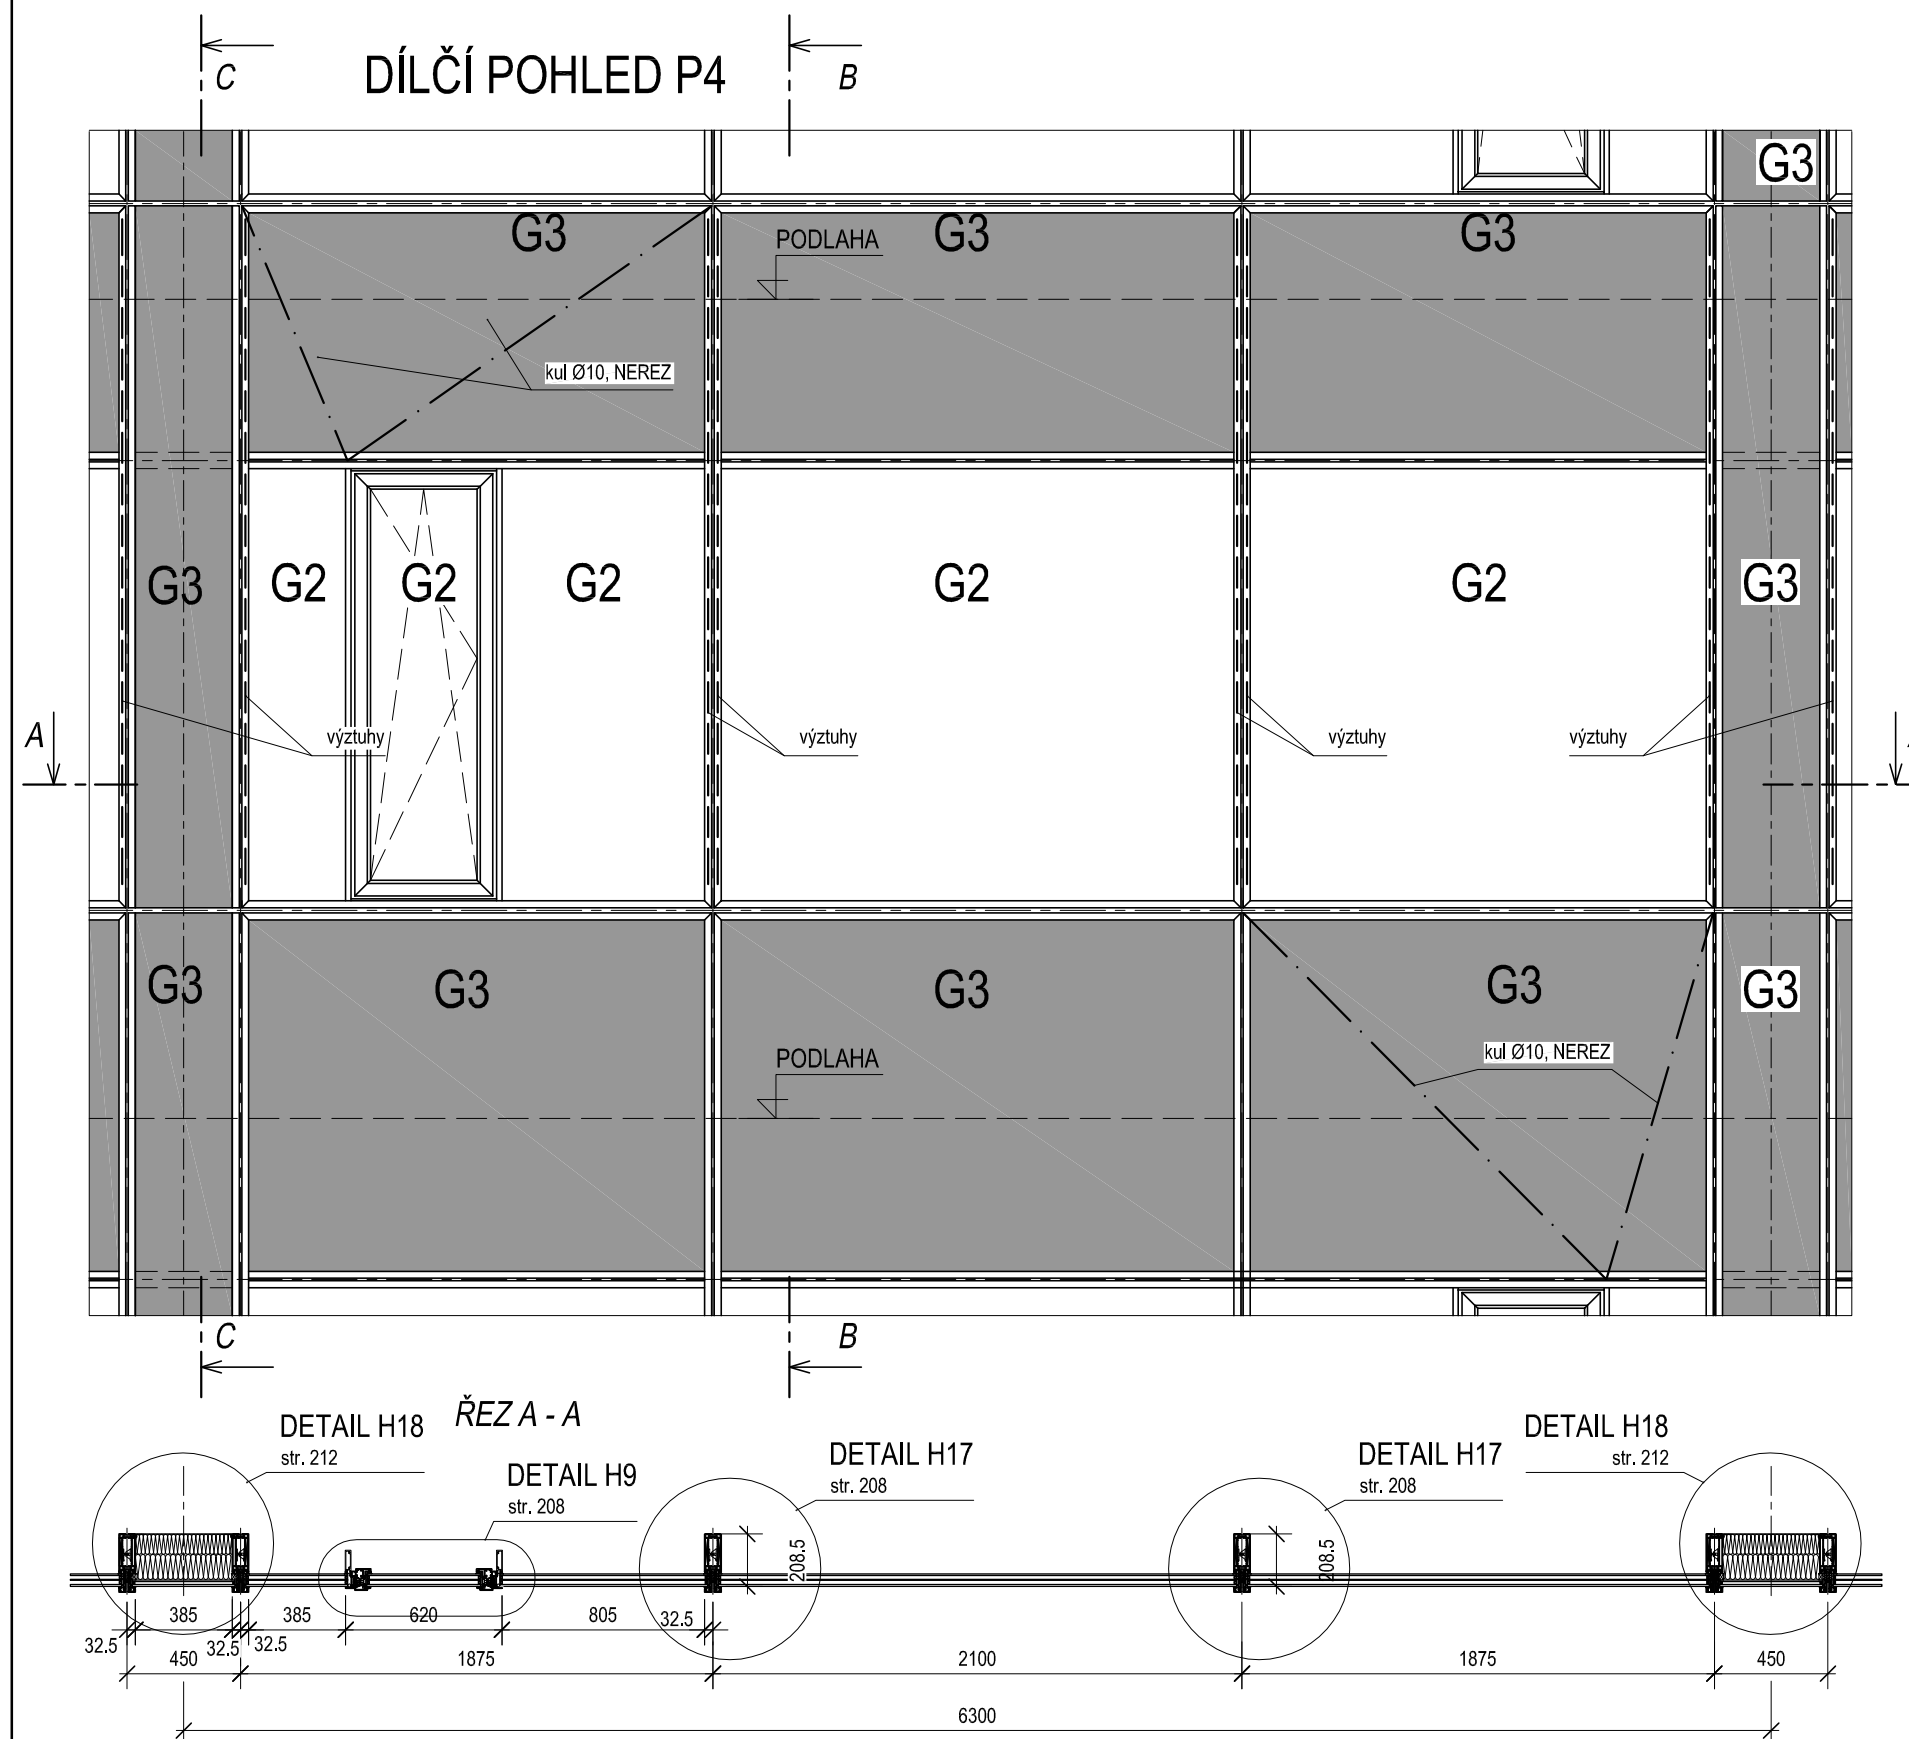 C
DÍLČÍ POHLED P4
B
G3
G3
G3
G3
PODLAHA
kul Ø10, NEREZ
G3
G2
G2
G2
G2
G2
G3
A
výztuhy
výztuhy
výztuhy
výztuhy
G3
G3
G3
G3
G3
PODLAHA
kul Ø10, NEREZ
C
B
ŘEZ A - A
DETAIL H18
str. 212
DETAIL H9
str. 208
DETAIL H17
str. 208
DETAIL H17
str. 208
DETAIL H18
str. 212
208.5
208.5
385
385
620
805
32.5
32.5
32.5
32.5
450
1875
2100
1875
450
6300